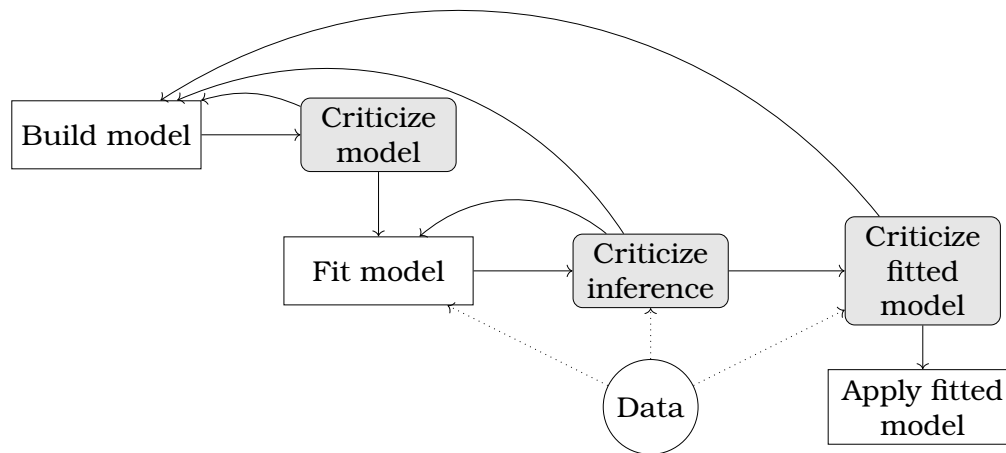 Build model
Criticize
model
Fit model
Criticize
inference
Criticize
fitted
model
Data
Apply fitted
model